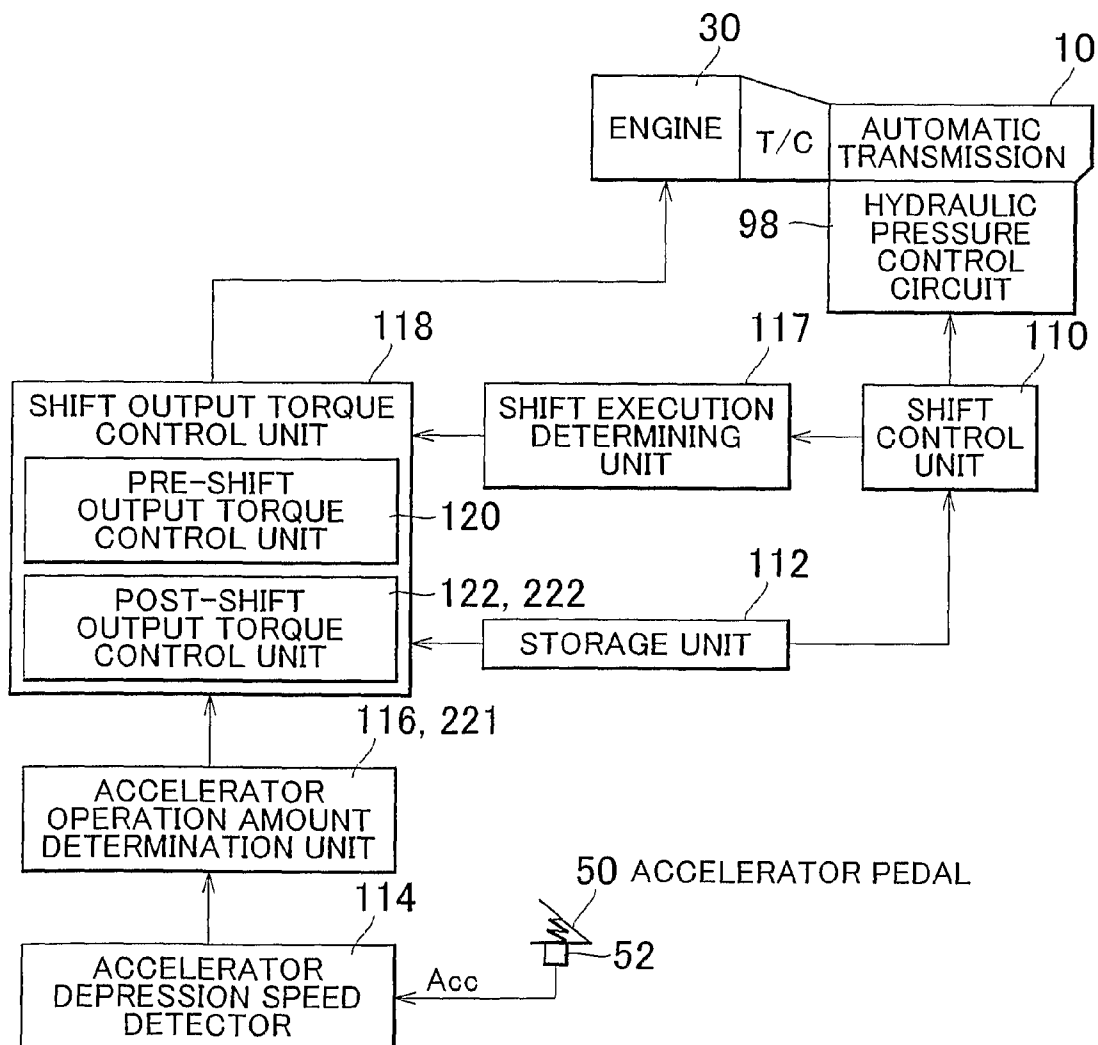 30
10
ENGINE
T/C
AUTOMATIC
TRANSMISSION
98
HYDRAULIC
PRESSURE
CONTROL
CIRCUIT
118
117
110
SHIFT OUTPUT TORQUE
CONTROL UNIT
SHIFT EXECUTION
DETERMINING
UNIT
SHIFT
CONTROL
UNIT
PRE-SHIFT
OUTPUT TORQUE
CONTROL UNIT
120
112
POST-SHIFT
OUTPUT TORQUE
CONTROL UNIT
122, 222
STORAGE UNIT
116, 221
ACCELERATOR
OPERATION AMOUNT
DETERMINATION UNIT
50 ACCELERATOR PEDAL
114
52
ACCELERATOR
DEPRESSION SPEED
DETECTOR
Acc